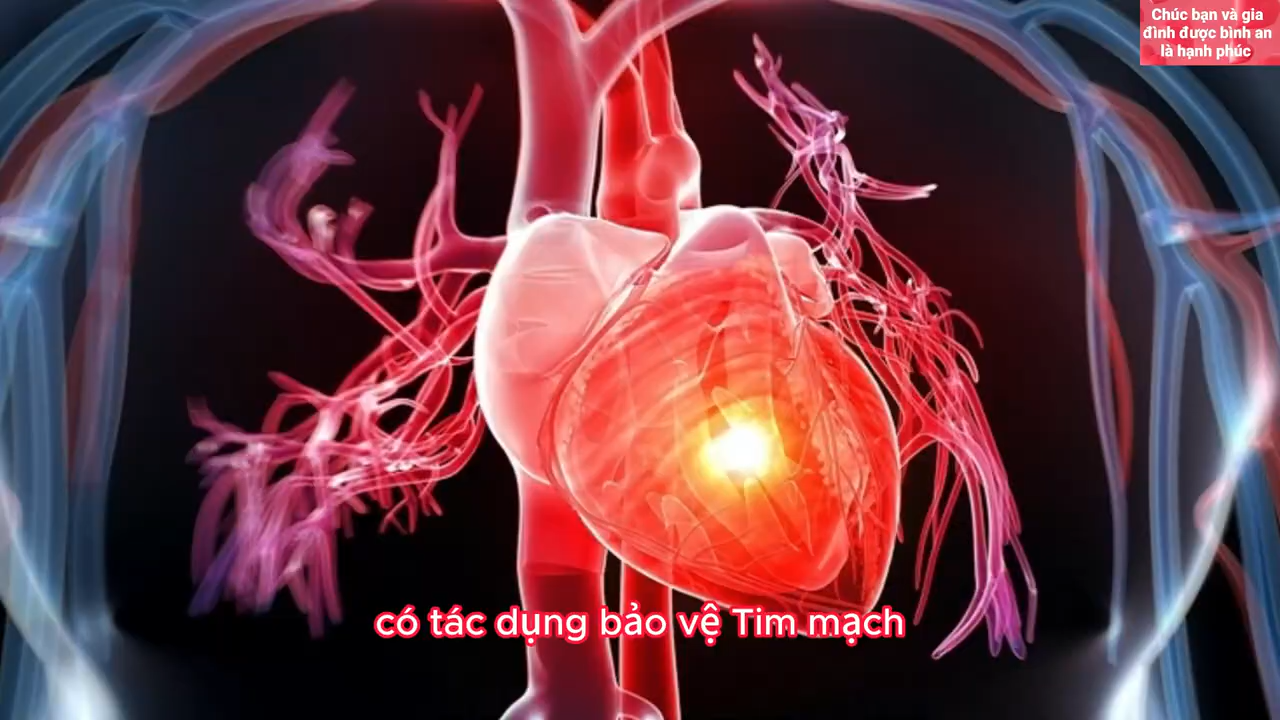 Chúc bạn và gia
đình được bình an
là hạnh phúc
có tác dụng bảo vệ Tim mạch